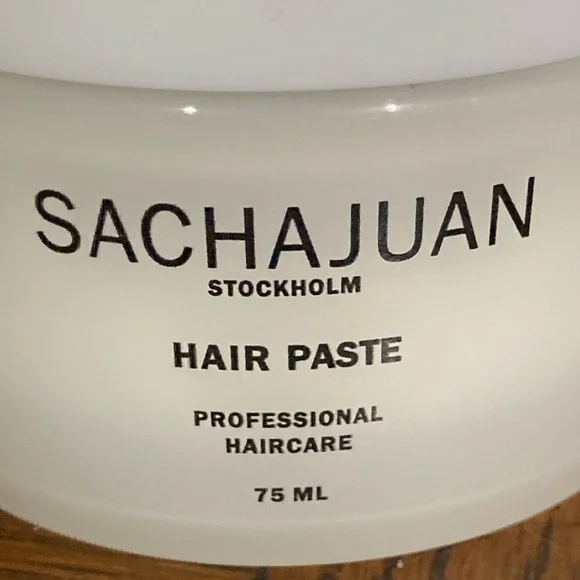 SACHAJUAN
STOCKHOLM
HAIR PASTE
PROFESSIONAL
HAIRCARE
75 ML